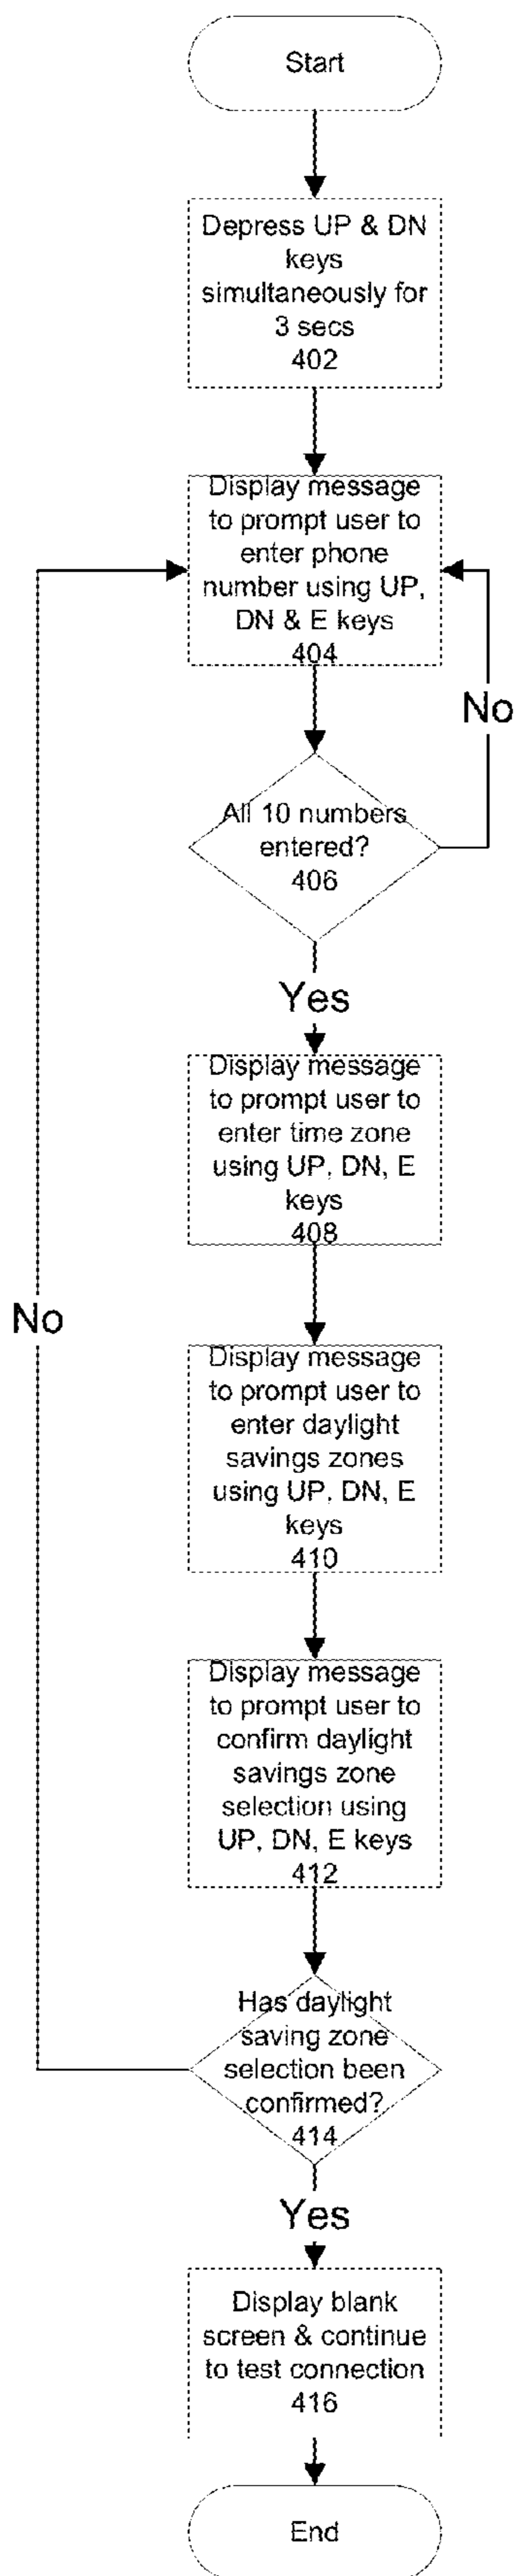 Start
Depress UP & DN
keys
simultaneously for
3 secs
402
Display message
to prompt user to
enter phone
number using UP,
DN & E keys
404
No
All 10 numbers
entered?
406
Yes
Display message
to prompt user to
enter time zone
using UP, DN, E
keys
408
No
Display message
to prompt user to
enter daylight
savings zones
using UP, DN, E
keys
410
Display message
to prompt user to
confirm daylight
savings zone
selection using
UP, DN, E keys
412
Has daylight
saving zone
selection been
confirmed?
414
Yes
Display blank
screen & continue
to test connection
416
End